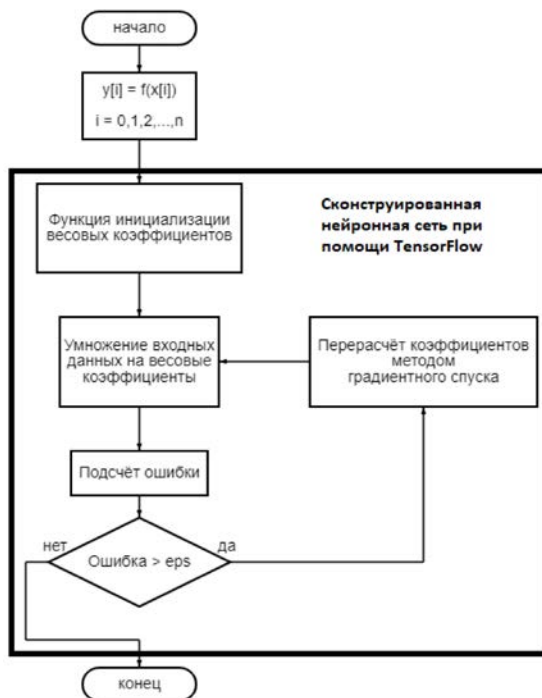 начало
y[i] = f(x[i])
i = 0,1,2,...,n
Сконструированная
нейронная сеть при
помощи TensorFlow
Функция инициализации
весовых коэффициентов
Умножение входных
данных на весовые
коэффициенты
Перерасчёт коэффициентов
методом
градиентного спуска
Подсчёт ошибки
нет
да
Ошибка > eps
конец